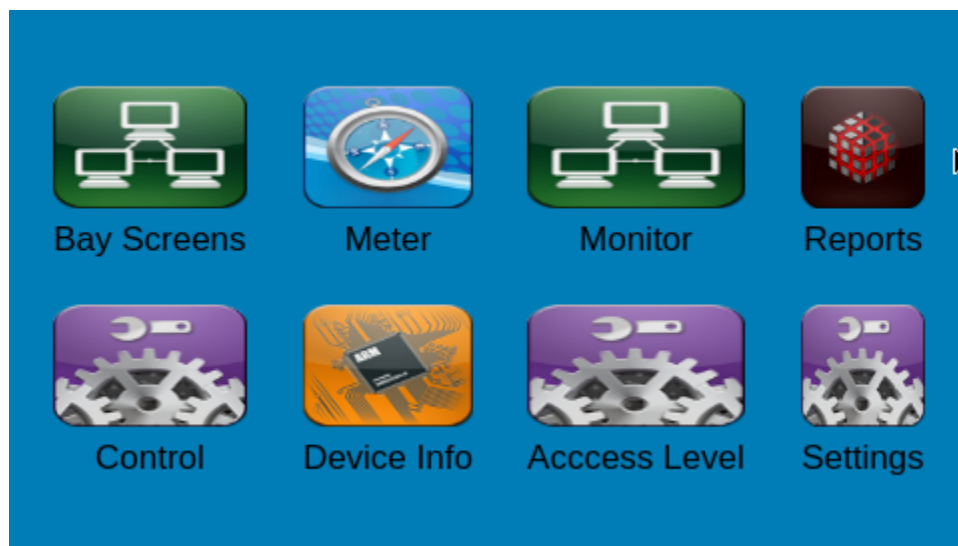 Bay Screens
Meter
Monitor
Reports
ARM
Control
Device Info
Acccess Level
Settings